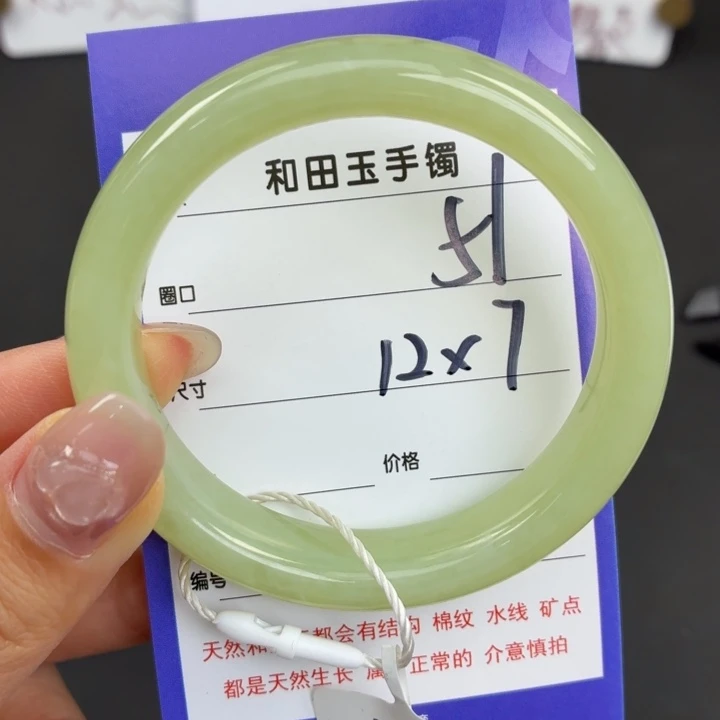 和田玉手镯
圈口
尺寸 12x7
价格
编号
天然和 都会有结构 棉纹 水线 矿点
都是天然生长 属 正常的 介意慎拍